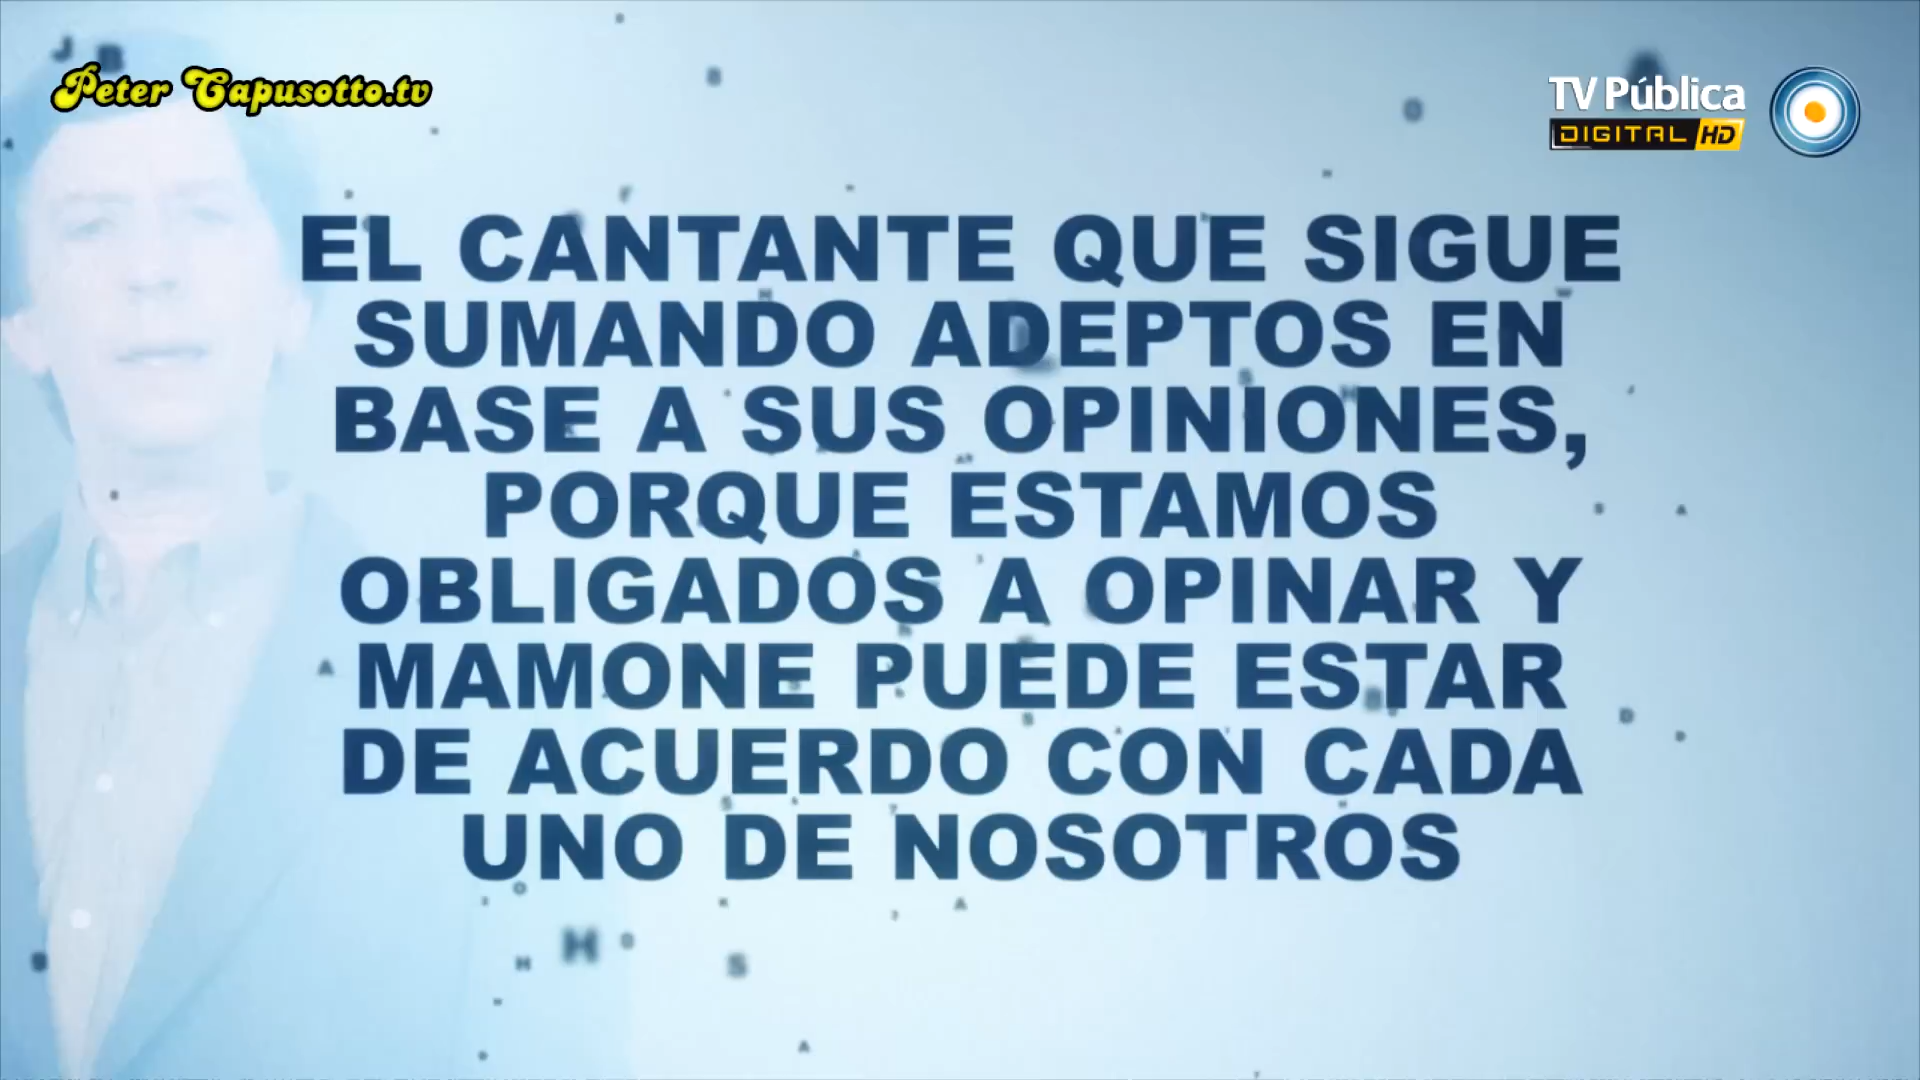 Peter Capusotto.tv
TV Pública
DIGITAL HD
EL CANTANTE QUE SIGUE
SUMANDO ADEPTOS EN
BASE A SUS OPINIONES,
PORQUE ESTAMOS
OBLIGADOS A OPINAR Y
MAMONE PUEDE ESTAR
DE ACUERDO CON CADA
UNO DE NOSOTROS